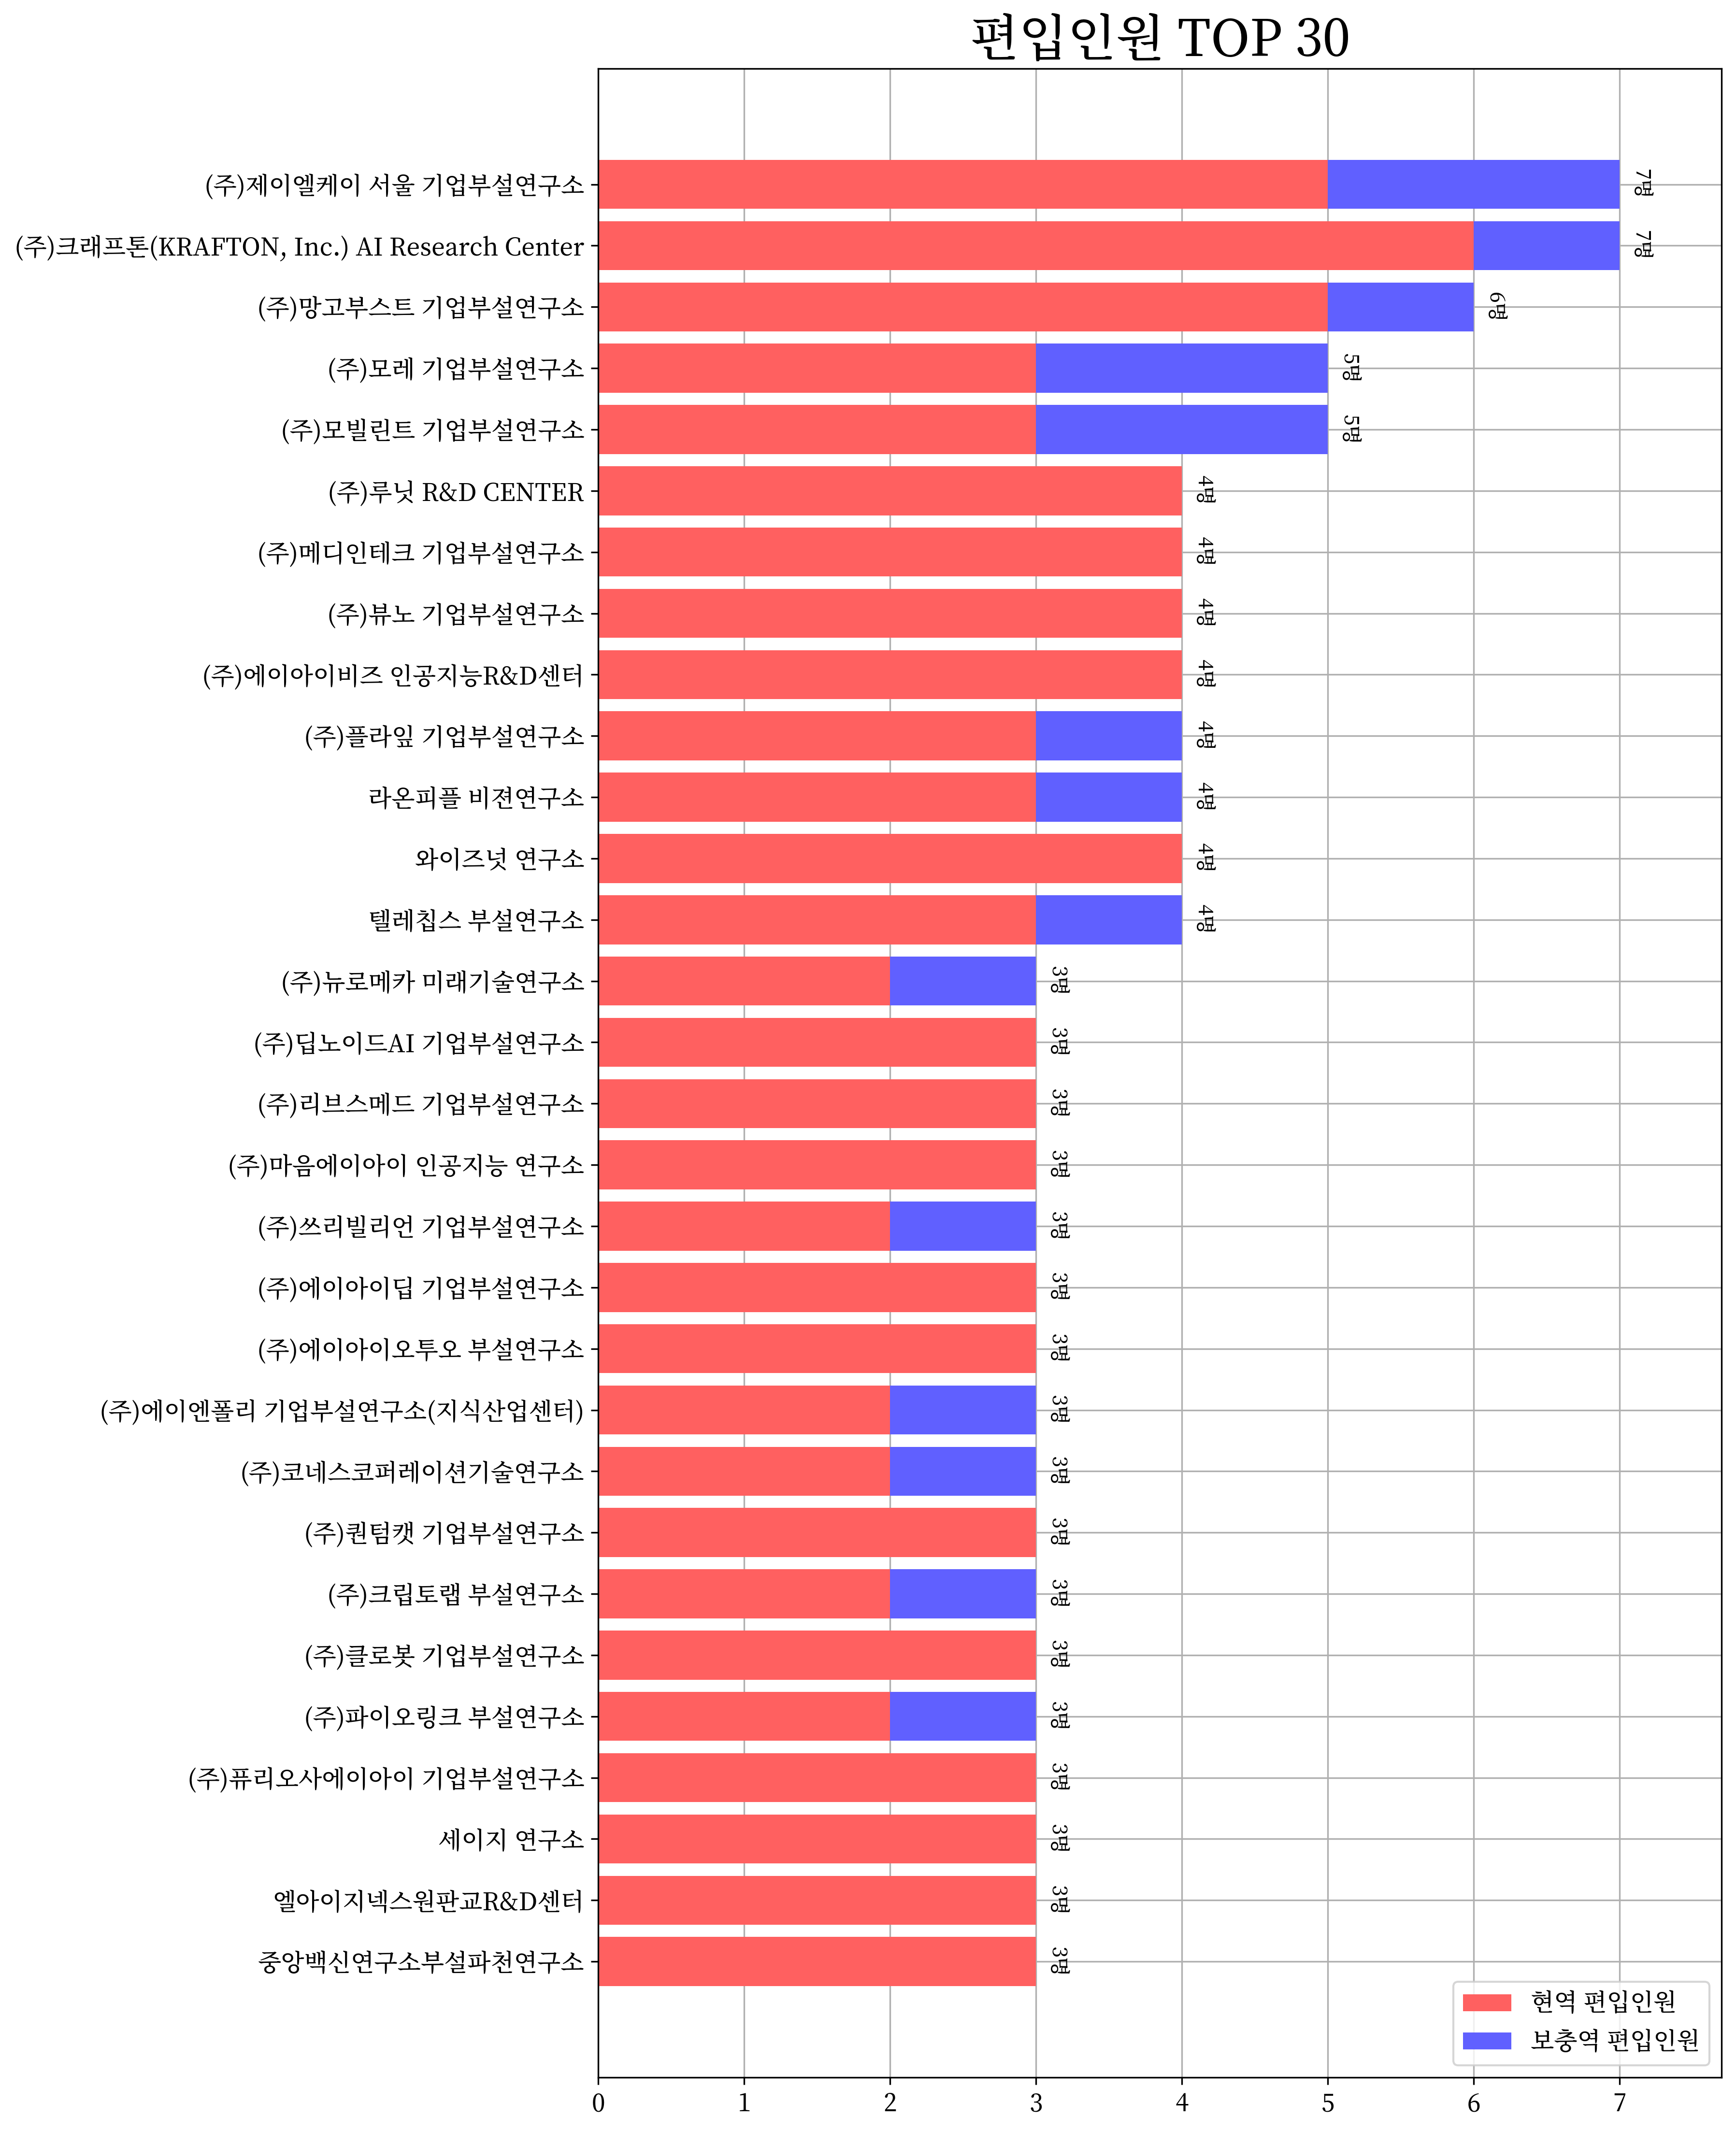 편입인원 TOP 30
(주)제이엘케이 서울 기업부설연구소
7명
(주)크래프톤(KRAFTON, Inc.) AI Research Center
7명
(주)망고부스트 기업부설연구소
6명
(주)모레 기업부설연구소
5명
(주)모빌린트 기업부설연구소
5명
(주)루닛 R&D CENTER
4명
(주)메디인테크 기업부설연구소
4명
(주)뷰노 기업부설연구소
4명
(주)에이아이비즈 인공지능R&D센터
4명
(주)플라잎 기업부설연구소
4명
라온피플 비젼연구소
4명
와이즈넛 연구소
4명
텔레칩스 부설연구소
4명
(주)뉴로메카 미래기술연구소
3명
(주)딥노이드AI 기업부설연구소
3명
(주)리브스메드 기업부설연구소
3명
(주)마음에이아이 인공지능 연구소
3명
(주)쓰리빌리언 기업부설연구소
3명
(주)에이아이딥 기업부설연구소
3명
(주)에이아이오투오 부설연구소
3명
(주)에이엔폴리 기업부설연구소(지식산업센터)
3명
(주)코네스코퍼레이션기술연구소
3명
(주)퀀텀캣 기업부설연구소
3명
(주)크립토랩 부설연구소
3명
(주)클로봇 기업부설연구소
3명
(주)파이오링크 부설연구소
3명
(주)퓨리오사에이아이 기업부설연구소
3명
세이지 연구소
3명
엘아이지넥스원판교R&D센터
3명
중앙백신연구소부설파천연구소
3명
현역 편입인원
보충역 편입인원
0 1 2 3 4 5 6 7